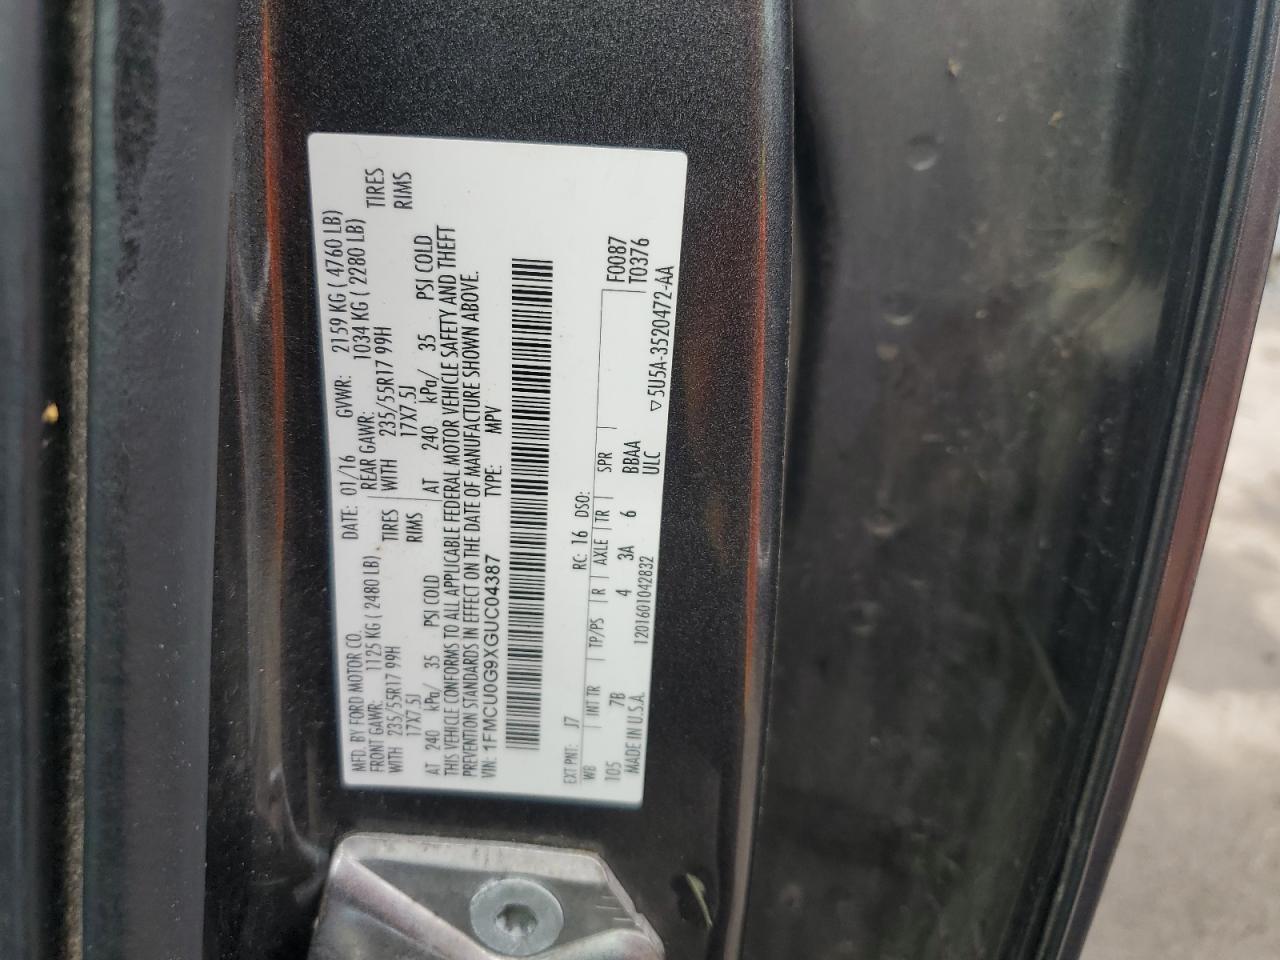 MFD. BY FORD MOTOR CO. DATE: 01/16 GVWR: 2159 KG ( 4760 LB)
FRONT GAWR: 1125 KG ( 2480 LB) REAR GAWR: 1034 KG ( 2280 LB)
WITH 235/55R17 99H TIRES WITH 235/55R17 99H TIRES
17X7.5J RIMS 17X7.5J RIMS
AT 240 kPa/ 35 PSI COLD AT 240 kPa/ 35 PSI COLD
THIS VEHICLE CONFORMS TO ALL APPLICABLE FEDERAL MOTOR VEHICLE SAFETY AND THEFT
PREVENTION STANDARDS IN EFFECT ON THE DATE OF MANUFACTURE SHOWN ABOVE.
VIN: 1FMCU0G9XGUC04387 TYPE: MPV
EXT PNT: J7 RC: 16 DSO:
WB INT TR TP/PS R AXLE TR SPR F0087
105 7B 4 3A 6 BBAA T0376
MADE IN U.S.A. 1201601042832 ULC ▽5U5A-3520472-AA